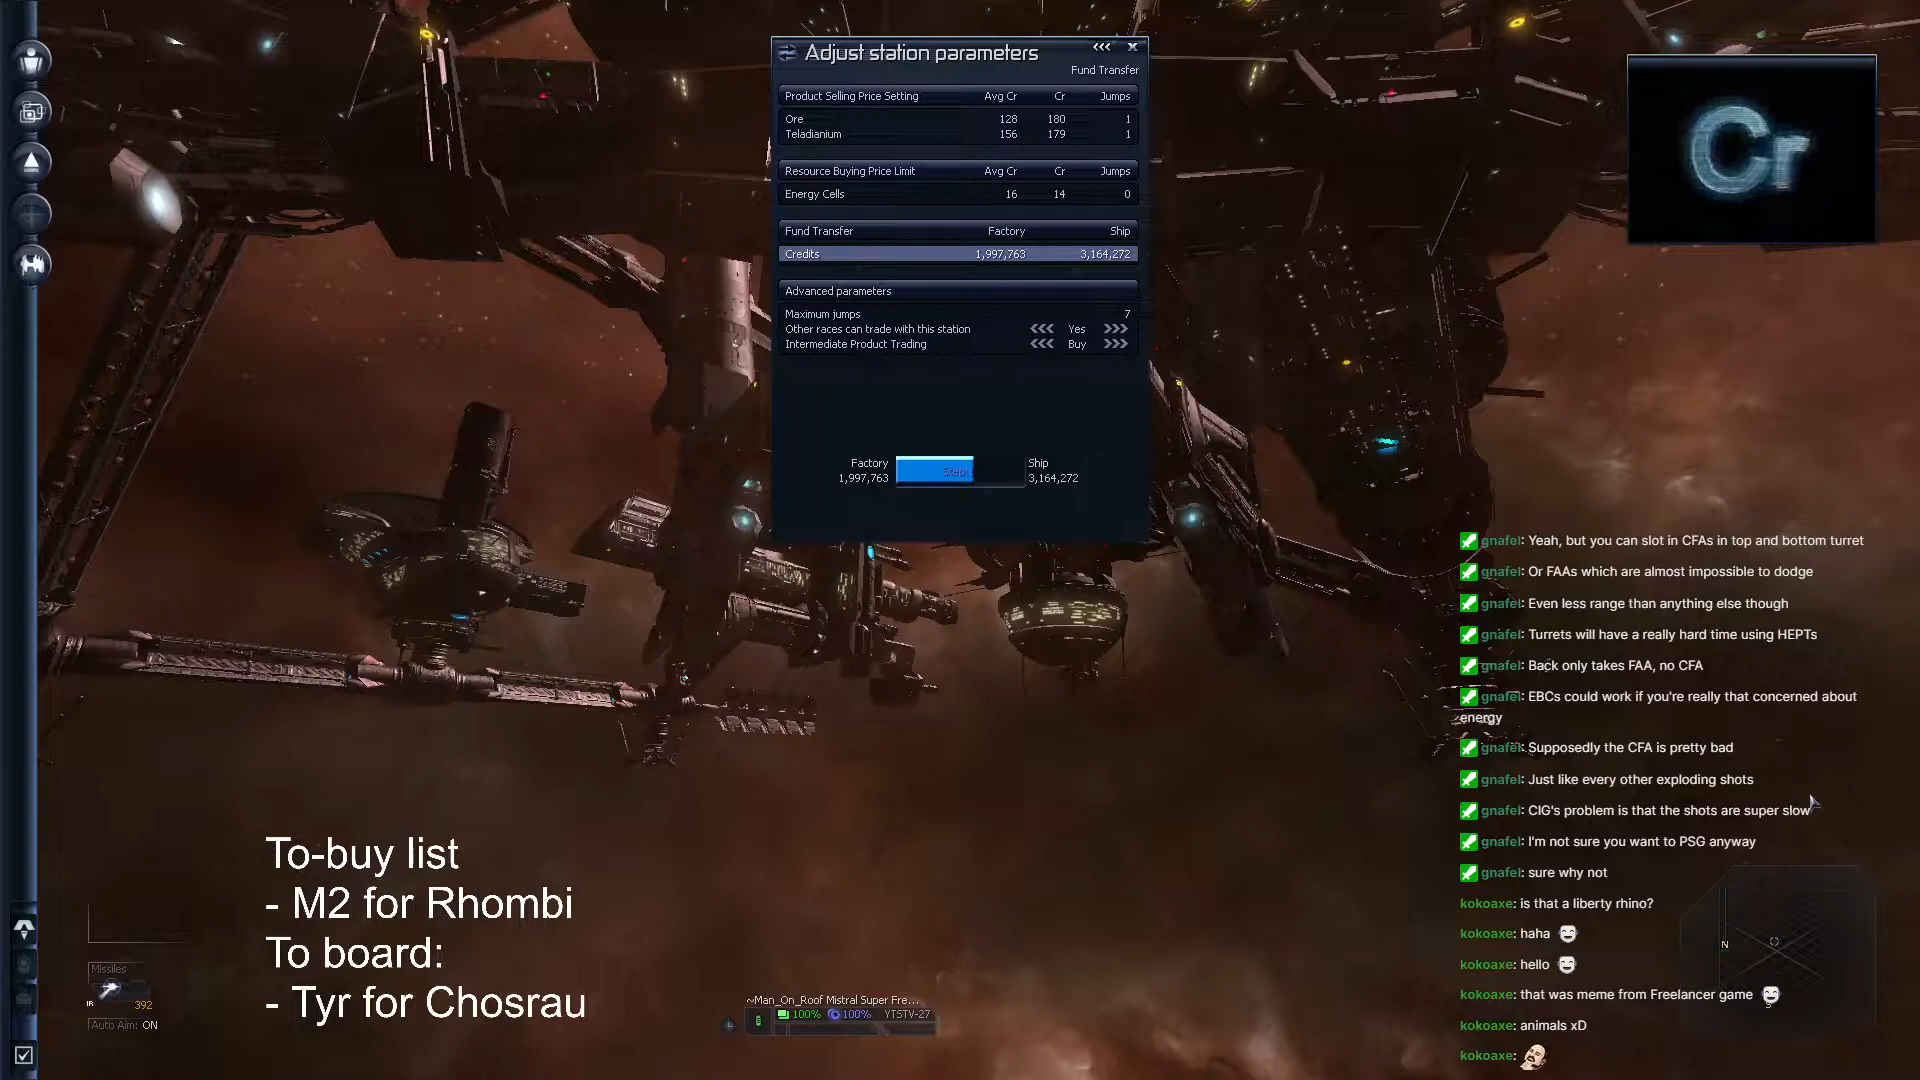 Adjust station parameters
Fund Transfer
Product Selling Price Setting Avg Cr Cr Jumps
Ore 128 180 1
Teladianium 156 179 1
Resource Buying Price Limit Avg Cr Cr Jumps
Energy Cells 16 14 0
Fund Transfer Factory Ship
Credits 1,997,763 3,164,272
Advanced parameters
Maximum jumps 7
Other races can trade with this station Yes
Intermediate Product Trading Buy
Factory Ship
1,997,763 3,164,272
Cr
gnafel: Yeah, but you can slot in CFAs in top and bottom turret
gnafel: Or FAAs which are almost impossible to dodge
gnafel: Even less range than anything else though
gnafel: Turrets will have a really hard time using HEPTs
gnafel: Back only takes FAA, no CFA
gnafel: EBCs could work if you're really that concerned about
energy
gnafel: Supposedly the CFA is pretty bad
gnafel: Just like every other exploding shots
gnafel: CIG's problem is that the shots are super slow
gnafel: I'm not sure you want to PSG anyway
gnafel: sure why not
kokoaxe: is that a liberty rhino?
kokoaxe: haha
kokoaxe: hello
kokoaxe: that was meme from Freelancer game
kokoaxe: animals xD
kokoaxe:
N
S
To-buy list
- M2 for Rhombi
To board:
- Tyr for Chosrau
Missiles
IR 392
Auto Aim: ON
~Man_On_Roof Mistral Super Fre...
100% 100% YTSTV-27